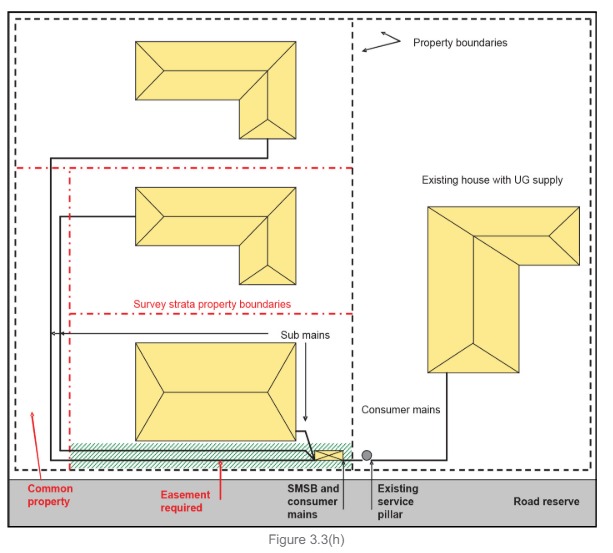 Property boundaries
Existing house with UG supply
Survey strata property boundaries
Sub mains
Consumer mains
Common
property
Easement
required
SMSB and
consumer
mains
Existing
service
pillar
Road reserve
Figure 3.3(h)